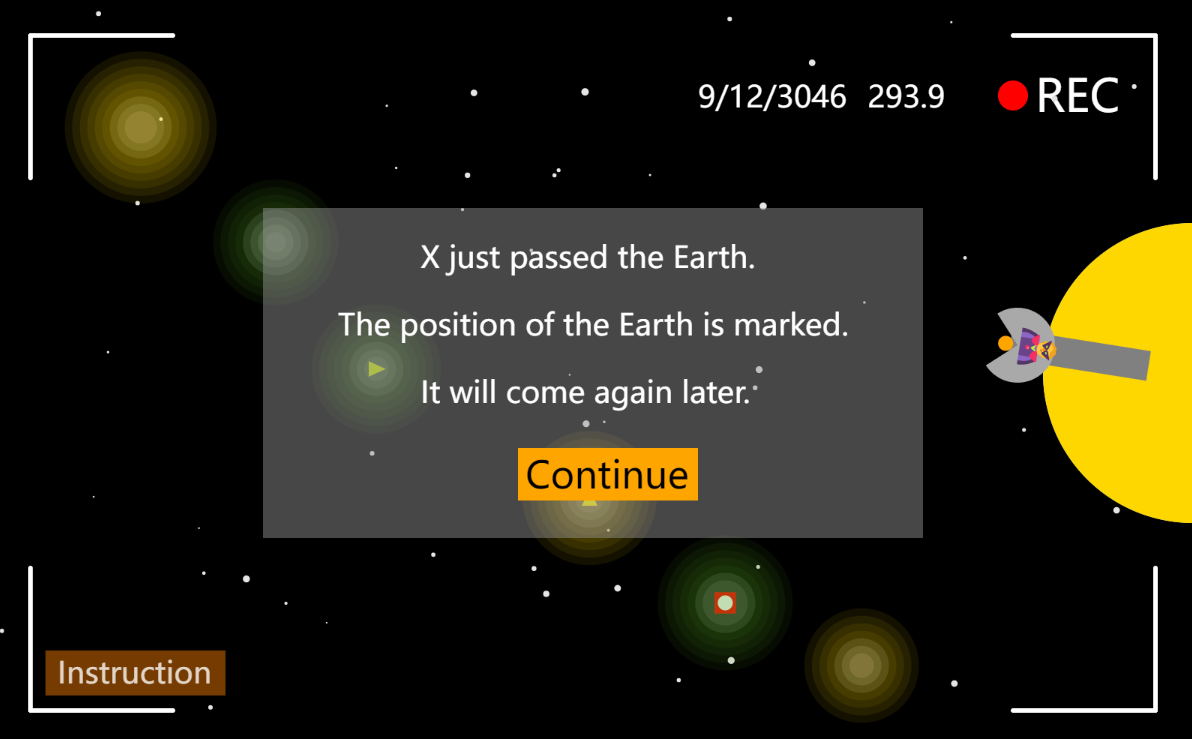 9/12/3046 293.9 REC
X just passed the Earth.
The position of the Earth is marked.
It will come again later.
Continue
Instruction